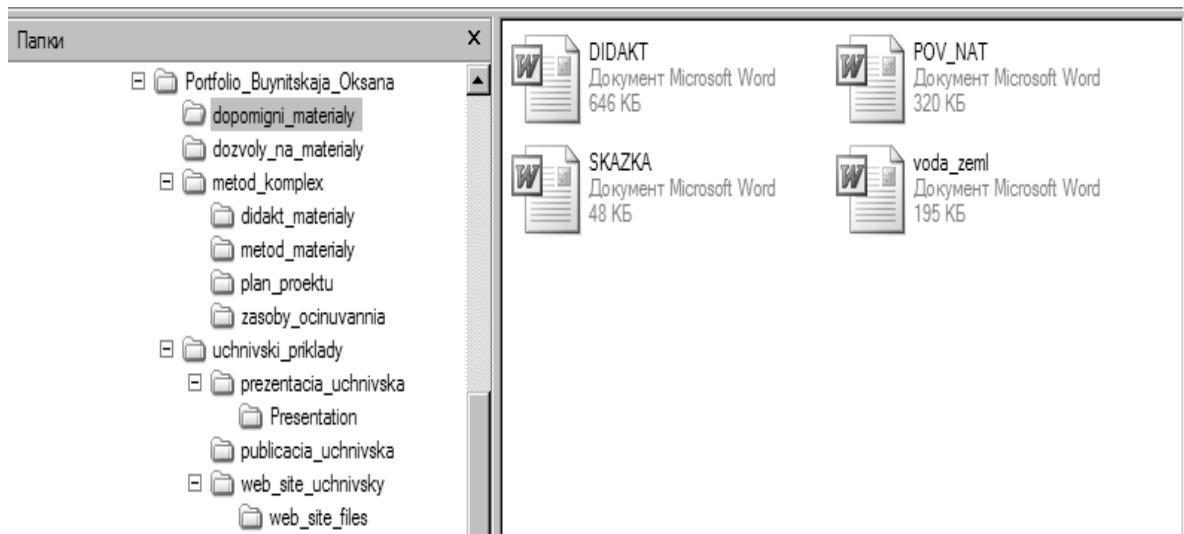 Папки
X
Portfolio_Buynitskaja_Oksana
dopomigni_materialy
dozvoly_na_materialy
metod_komplex
didakt_materialy
metod_materialy
plan_proektu
zasoby_ocinuvannia
uchnivski_priklady
prezentacia_uchnivska
Presentation
publicacia_uchnivska
web_site_uchnivsky
web_site_files
DIDAKT
Документ Microsoft Word
646 КБ
POV_NAT
Документ Microsoft Word
320 КБ
SKAZKA
Документ Microsoft Word
48 КБ
voda_zeml
Документ Microsoft Word
195 КБ